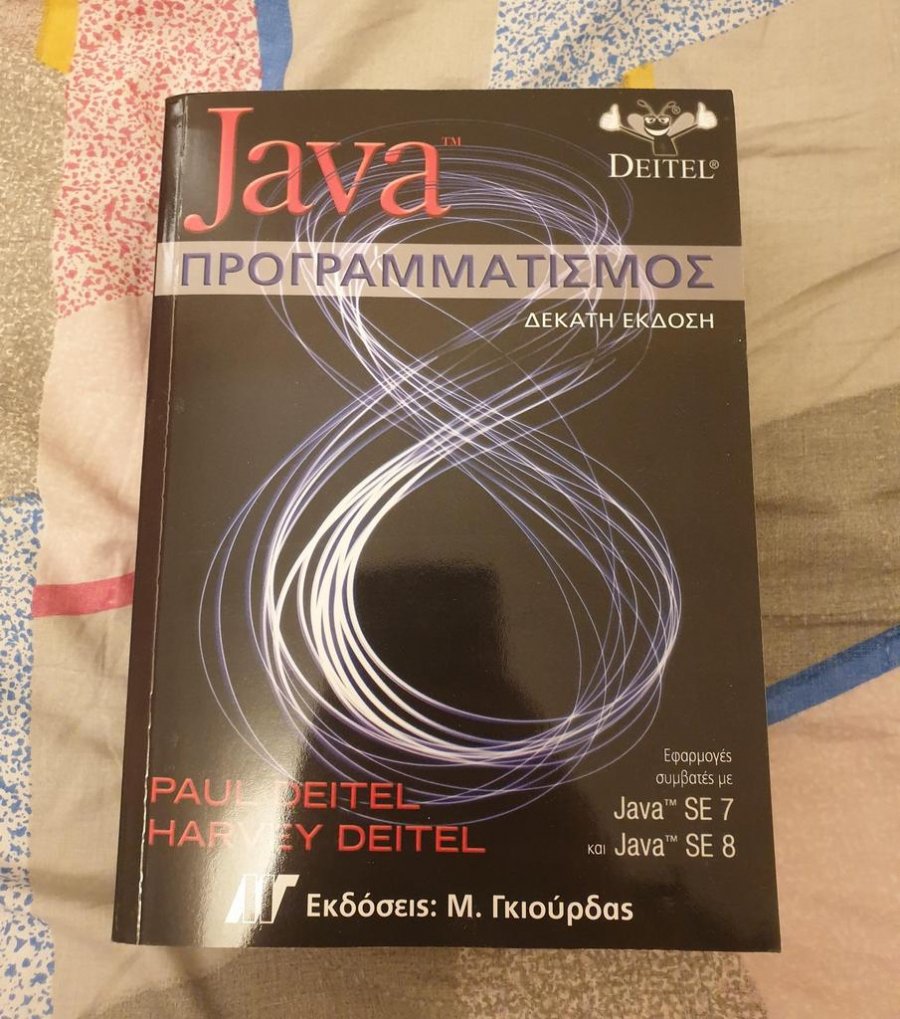 Java™
DEITEL®
ΠΡΟΓΡΑΜΜΑΤΙΣΜΟΣ
ΔΕΚΑΤΗ ΕΚΔΟΣΗ
8
Εφαρμογές
συμβατές με
Java™ SE 7
και Java™ SE 8
PAUL DEITEL
HARVEY DEITEL
Εκδόσεις: Μ. Γκιούρδας